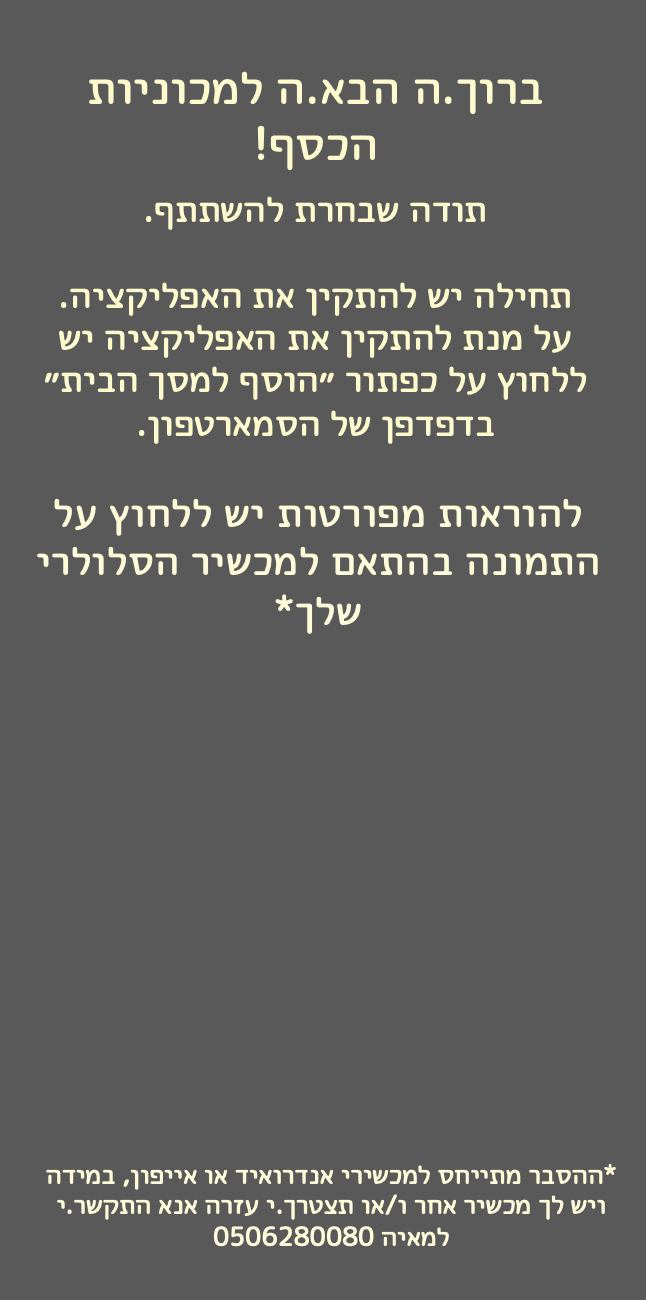 ברוך.ה הבא.ה למכוניות
הכסף!
תודה שבחרת להשתתף.
תחילה יש להתקין את האפליקציה.
על מנת להתקין את האפליקציה יש
ללחוץ על כפתור ״הוסף למסך הבית״
בדפדפן של הסמארטפון.
להוראות מפורטות יש ללחוץ על
התמונה בהתאם למכשיר הסלולרי
שלך*
*ההסבר מתייחס למכשירי אנדרואיד או אייפון, במידה
ויש לך מכשיר אחר ו/או תצטרך.י עזרה אנא התקשר.י
למאיה 0506280080